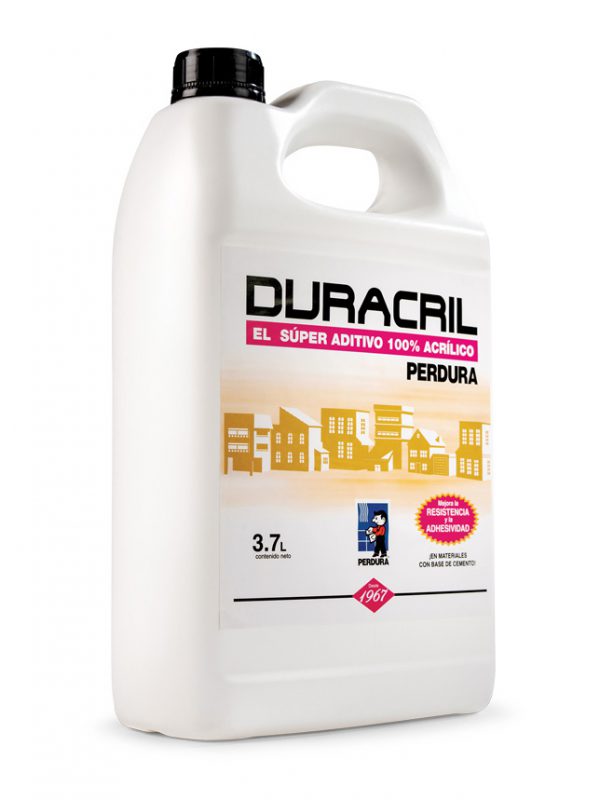 DURACRIL
EL SÚPER ADITIVO 100% ACRÍLICO
PERDURA
Mejora la
RESISTENCIA
y la
ADHESIVIDAD
¡EN MATERIALES
CON BASE DE CEMENTO!
3.7L
contenido neto
PERDURA
Desde
1967